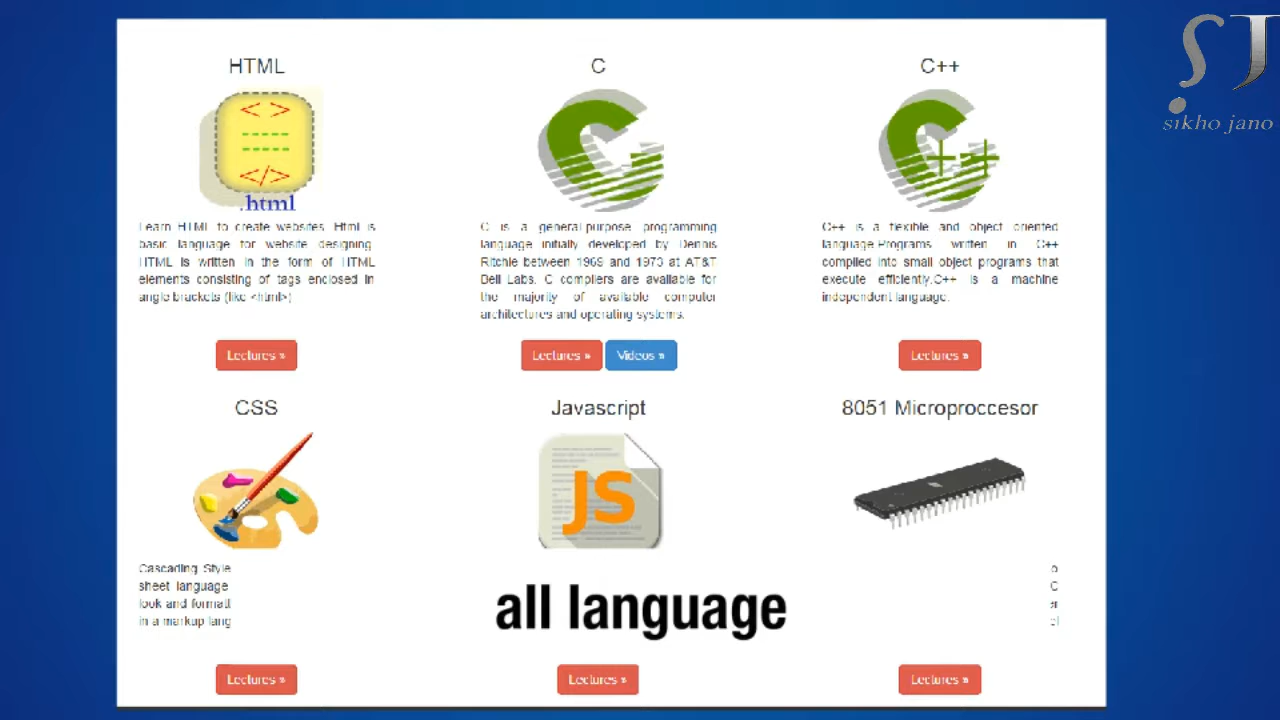 SJ
sikho jano
HTML
C
C++
<>
</>
.html
C
C++
Learn HTML to create websites. Html is
basic language for website designing.
HTML is written in the form of HTML
elements consisting of tags enclosed in
angle brackets (like <html>)
C is a general-purpose programming
language initially developed by Dennis
Ritchie between 1969 and 1973 at AT&T
Bell Labs. C compilers are available for
the majority of available computer
architectures and operating systems.
C++ is a flexible and object oriented
language.Programs written in C++
compiled into small object programs that
execute efficiently.C++ is a machine
independent language.
Lectures »
Lectures »
Videos »
Lectures »
CSS
Javascript
8051 Microproccesor
JS
Cascading Style
sheet language
look and formatt
in a markup lang
all language
Lectures »
Lectures »
Lectures »